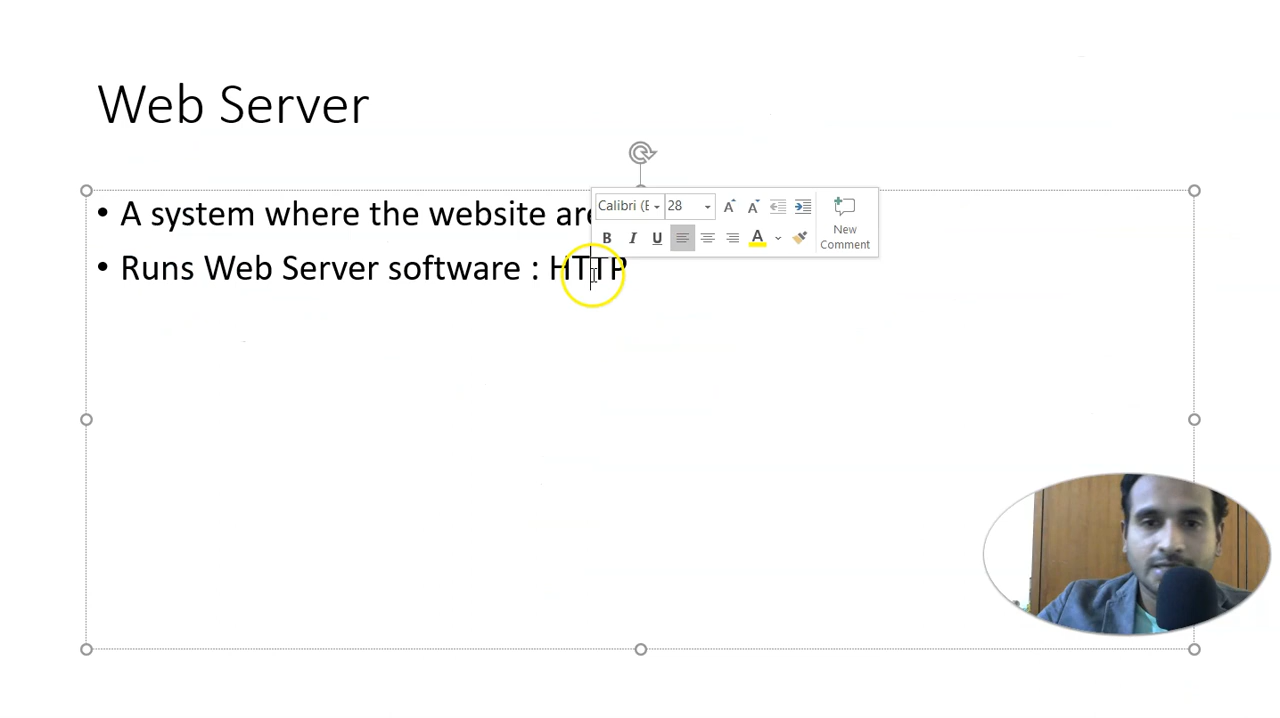 Web Server
• A system where the website are
Calibri (E
28
B I U A
New
Comment
• Runs Web Server software : HTTP